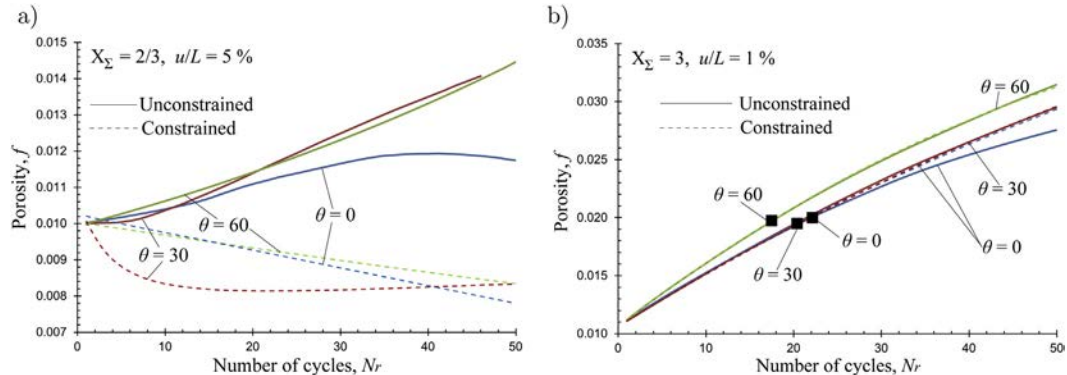 a)
X_Σ = 2/3, u/L = 5 %
Unconstrained
Constrained
θ = 0
θ = 60
θ = 30
Porosity, f
0.015
0.014
0.013
0.012
0.011
0.010
0.009
0.008
0.007
0 10 20 30 40 50
Number of cycles, Nr
b)
X_Σ = 3, u/L = 1 %
θ = 60
Unconstrained
Constrained
θ = 60
θ = 30
θ = 0
θ = 0
θ = 30
Porosity, f
0.035
0.030
0.025
0.020
0.015
0.010
0 10 20 30 40 50
Number of cycles, Nr